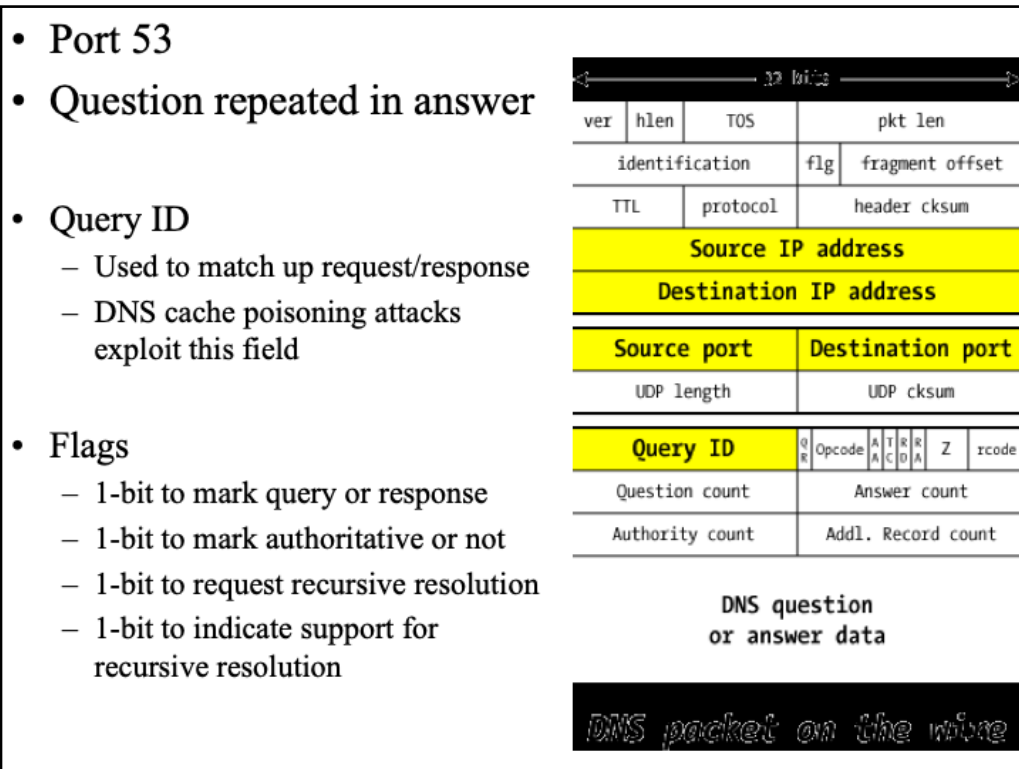 • Port 53
• Question repeated in answer
• Query ID
– Used to match up request/response
– DNS cache poisoning attacks
exploit this field
• Flags
– 1-bit to mark query or response
– 1-bit to mark authoritative or not
– 1-bit to request recursive resolution
– 1-bit to indicate support for
recursive resolution
32 bits
ver hlen TOS pkt len
identification flg fragment offset
TTL protocol header cksum
Source IP address
Destination IP address
Source port Destination port
UDP length UDP cksum
Query ID QR Opcode AA TC RD RA Z rcode
Question count Answer count
Authority count Addl. Record count
DNS question
or answer data
DNS packet on the wire